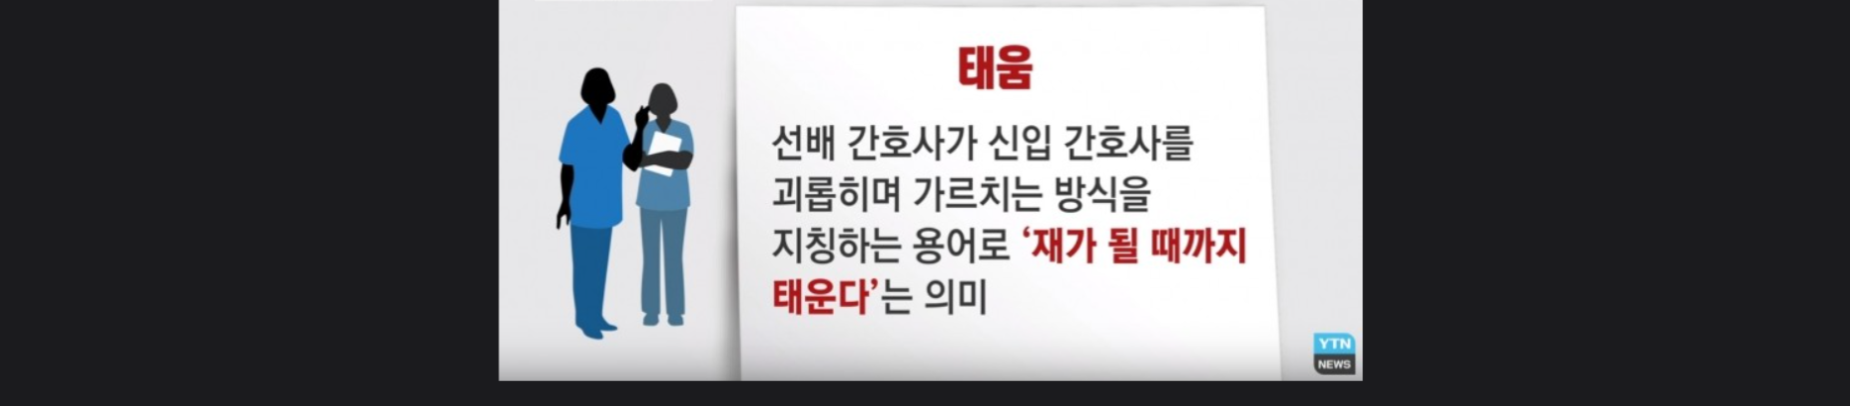 태움
선배 간호사가 신입 간호사를
괴롭히며 가르치는 방식을
지칭하는 용어로 ‘재가 될 때까지
태운다’는 의미
YTN
NEWS